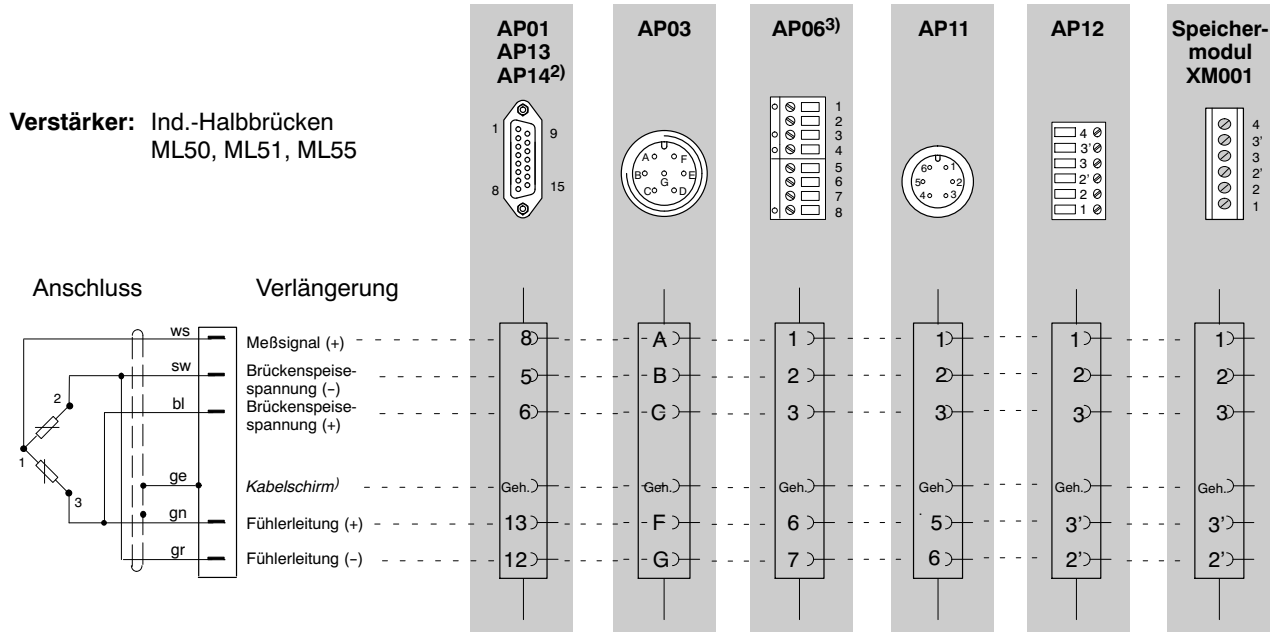 AP01
AP13
AP14²⁾
AP03
AP06³⁾
AP11
AP12
Speicher-
modul
XM001
Verstärker: Ind.-Halbbrücken
ML50, ML51, ML55
1 9
8 15
A F
B E
G
C D
1
2
3
4
5
6
7
8
6 1
5 2
4 3
4
3'
3
2'
2
1
4
3'
3
2'
2
1
Anschluss Verlängerung
ws Meßsignal (+) 8 A 1 1 1 1
sw Brückenspeise-
spannung (−) 5 B 2 2 2 2
bl Brückenspeise-
spannung (+) 6 C 3 3 3 3
2
1
3
ge Kabelschirm) Geh. Geh. Geh. Geh Geh. Geh.
gn Fühlerleitung (+) 13 F 6 5 3' 3'
gr Fühlerleitung (−) 12 G 7 6 2' 2'